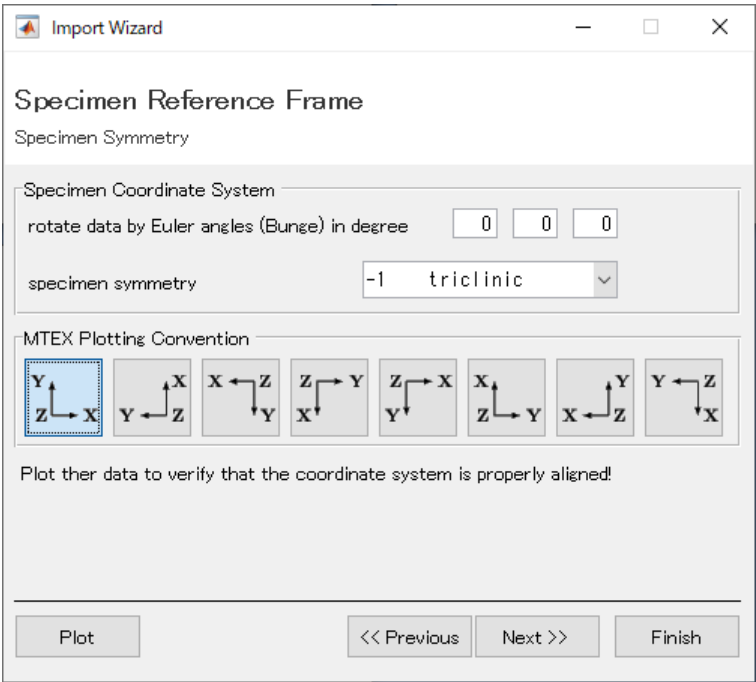 Import Wizard
Specimen Reference Frame
Specimen Symmetry
Specimen Coordinate System
rotate data by Euler angles (Bunge) in degree 0 0 0
specimen symmetry -1 triclinic
MTEX Plotting Convention
Y X X Z Z Y Z X X Y Y Z
Z X Y Z Y X Y Z Y X Z X
Plot ther data to verify that the coordinate system is properly aligned!
Plot << Previous Next >> Finish